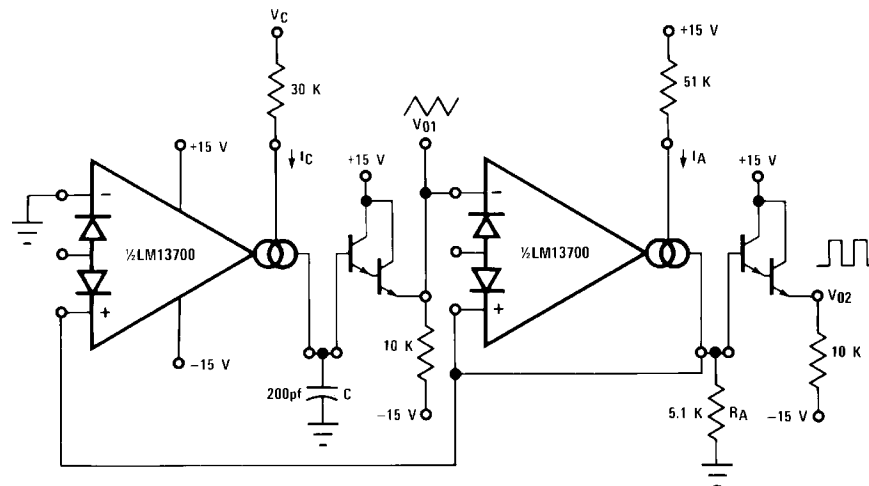 VC
30 K
+15 V
IC
−
½LM13700
+
−15 V
200pf
C
+15 V
V01
10 K
−15 V
+15 V
51 K
IA
−
½LM13700
+
+15 V
V02
10 K
−15 V
5.1 K
RA